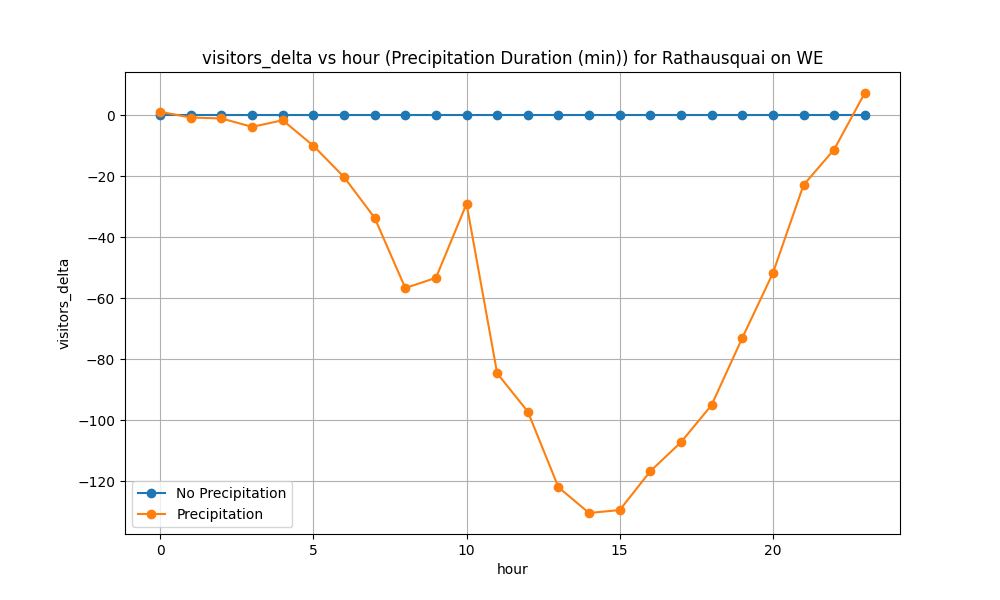 visitors_delta vs hour (Precipitation Duration (min)) for Rathausquai on WE
visitors_delta
0
−20
−40
−60
−80
−100
−120
No Precipitation
Precipitation
0 5 10 15 20
hour